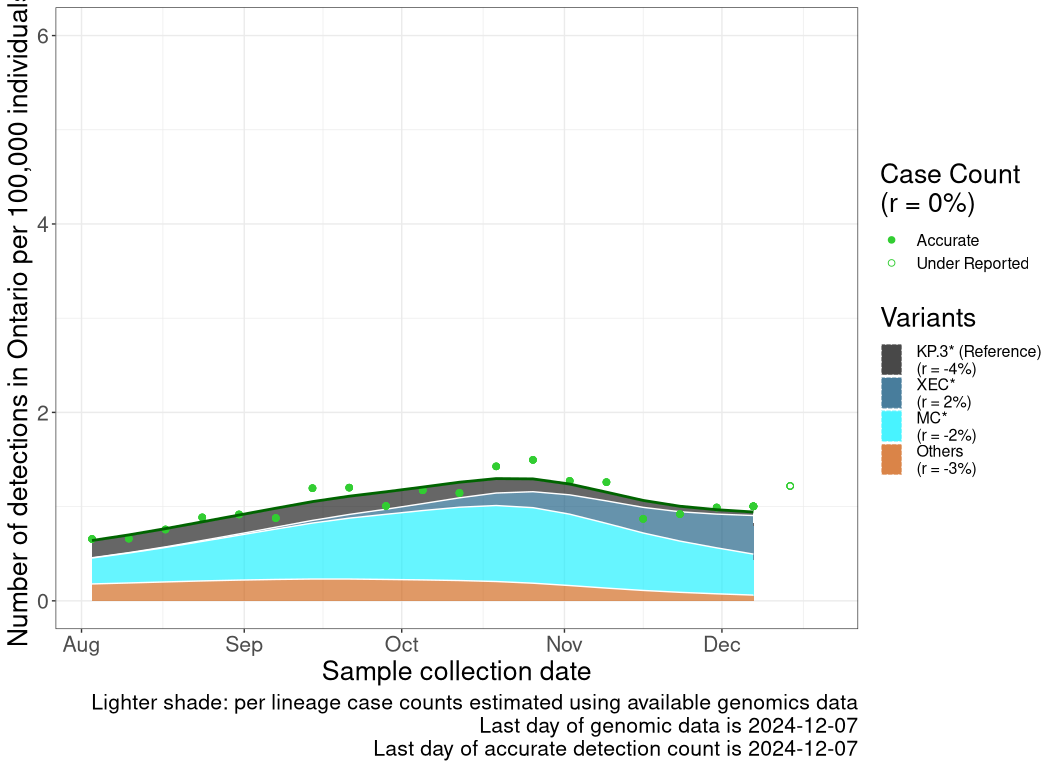 Number of detections in Ontario per 100,000 individuals
6
4
2
0
Aug Sep Oct Nov Dec
Sample collection date
Lighter shade: per lineage case counts estimated using available genomics data
Last day of genomic data is 2024-12-07
Last day of accurate detection count is 2024-12-07
Case Count
(r = 0%)
Accurate
Under Reported
Variants
KP.3* (Reference)
(r = -4%)
XEC*
(r = 2%)
MC*
(r = -2%)
Others
(r = -3%)